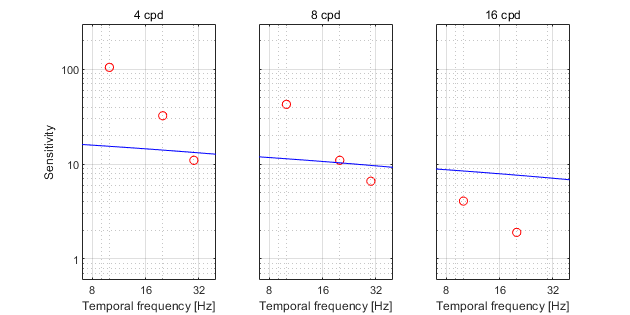 4 cpd
8 cpd
16 cpd
Sensitivity
100
10
1
8 16 32
8 16 32
8 16 32
Temporal frequency [Hz]
Temporal frequency [Hz]
Temporal frequency [Hz]